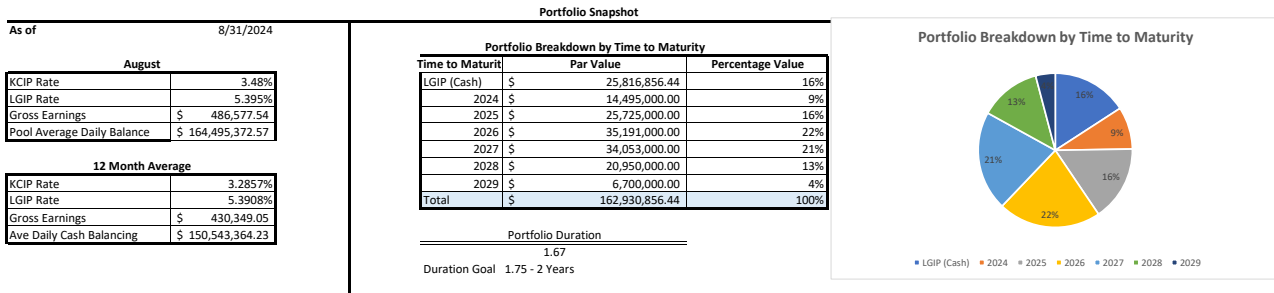 Portfolio Snapshot
As of 8/31/2024
August
KCIP Rate 3.48%
LGIP Rate 5.395%
Gross Earnings $ 486,577.54
Pool Average Daily Balance $ 164,495,372.57
12 Month Average
KCIP Rate 3.2857%
LGIP Rate 5.3908%
Gross Earnings $ 430,349.05
Ave Daily Cash Balancing $ 150,543,364.23
Portfolio Breakdown by Time to Maturity
Time to Maturit Par Value Percentage Value
LGIP (Cash) $ 25,816,856.44 16%
2024 $ 14,495,000.00 9%
2025 $ 25,725,000.00 16%
2026 $ 35,191,000.00 22%
2027 $ 34,053,000.00 21%
2028 $ 20,950,000.00 13%
2029 $ 6,700,000.00 4%
Total $ 162,930,856.44 100%
Portfolio Duration
1.67
Duration Goal 1.75 - 2 Years
Portfolio Breakdown by Time to Maturity
16%
9%
16%
22%
21%
13%
LGIP (Cash) 2024 2025 2026 2027 2028 2029